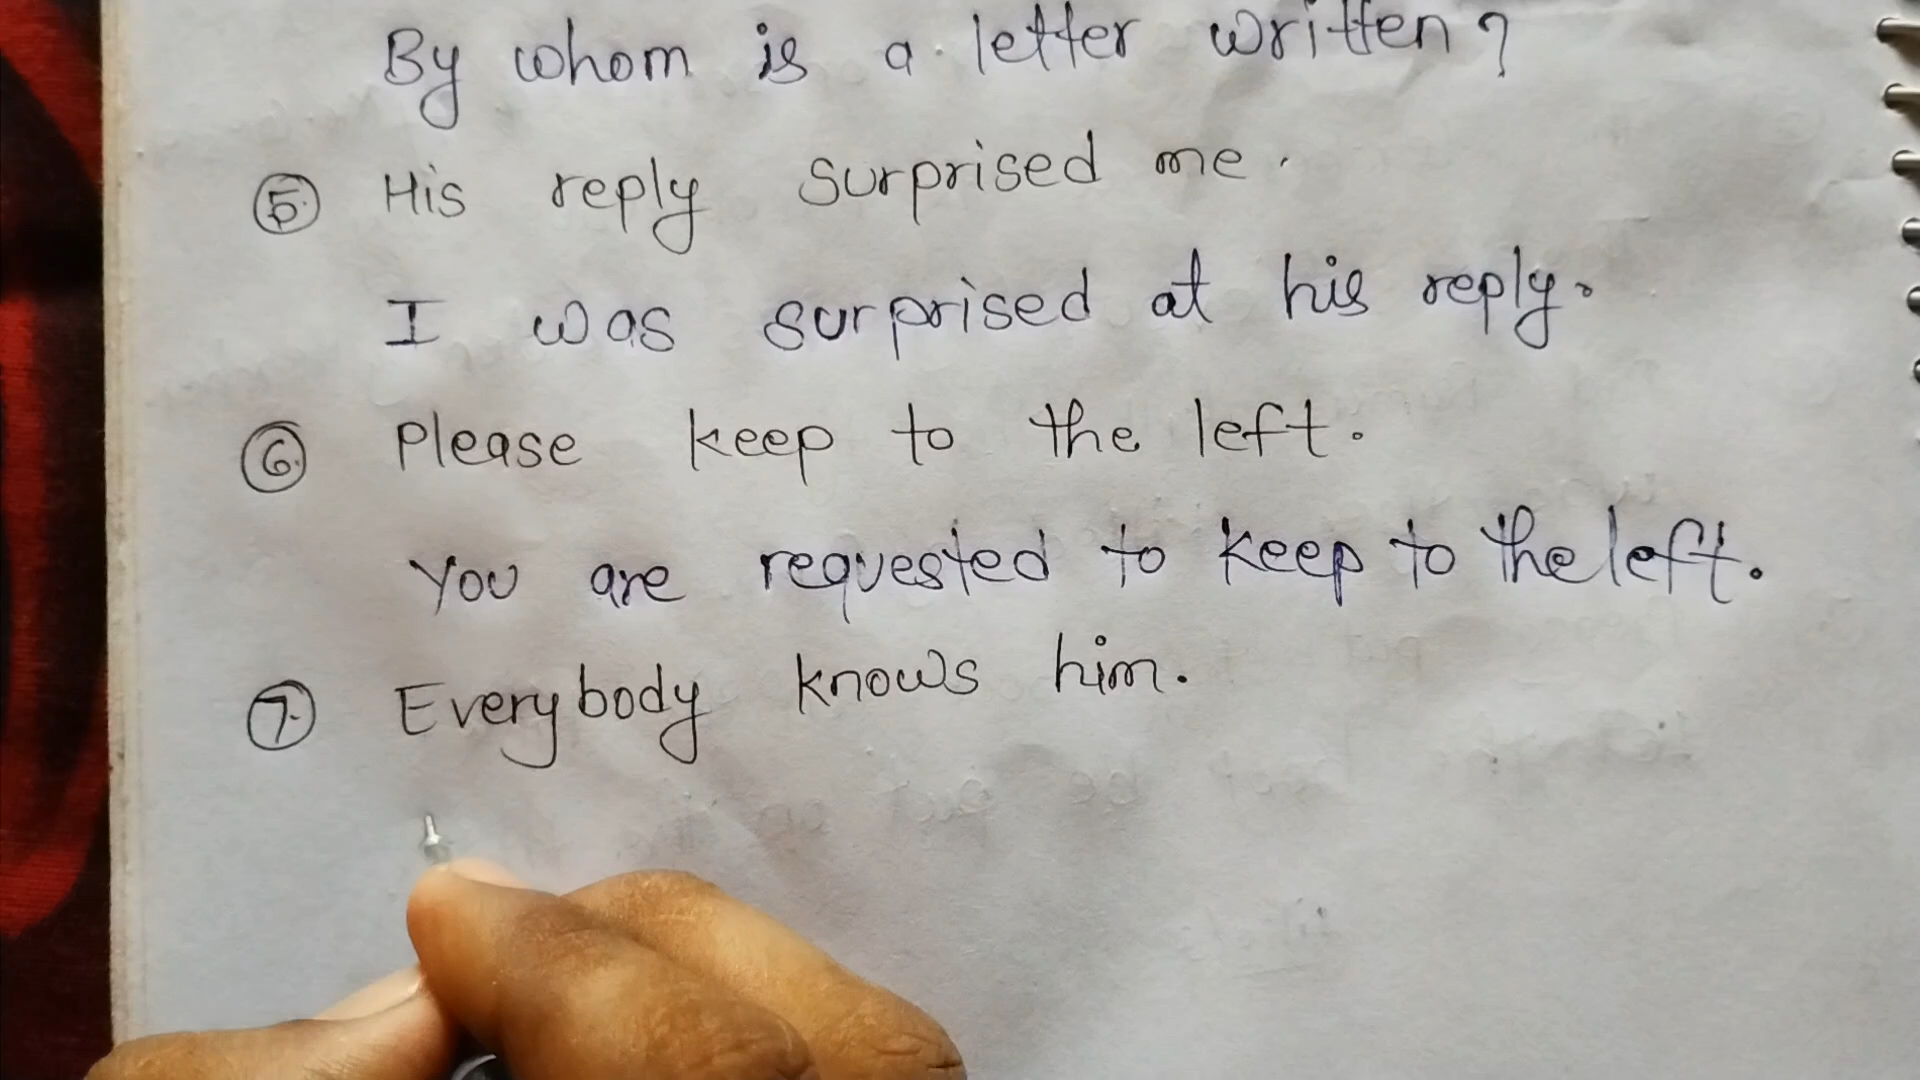 By whom is a letter written?
5. His reply surprised me.
I was surprised at his reply.
6. Please keep to the left.
You are requested to keep to the left.
7. Everybody knows him.